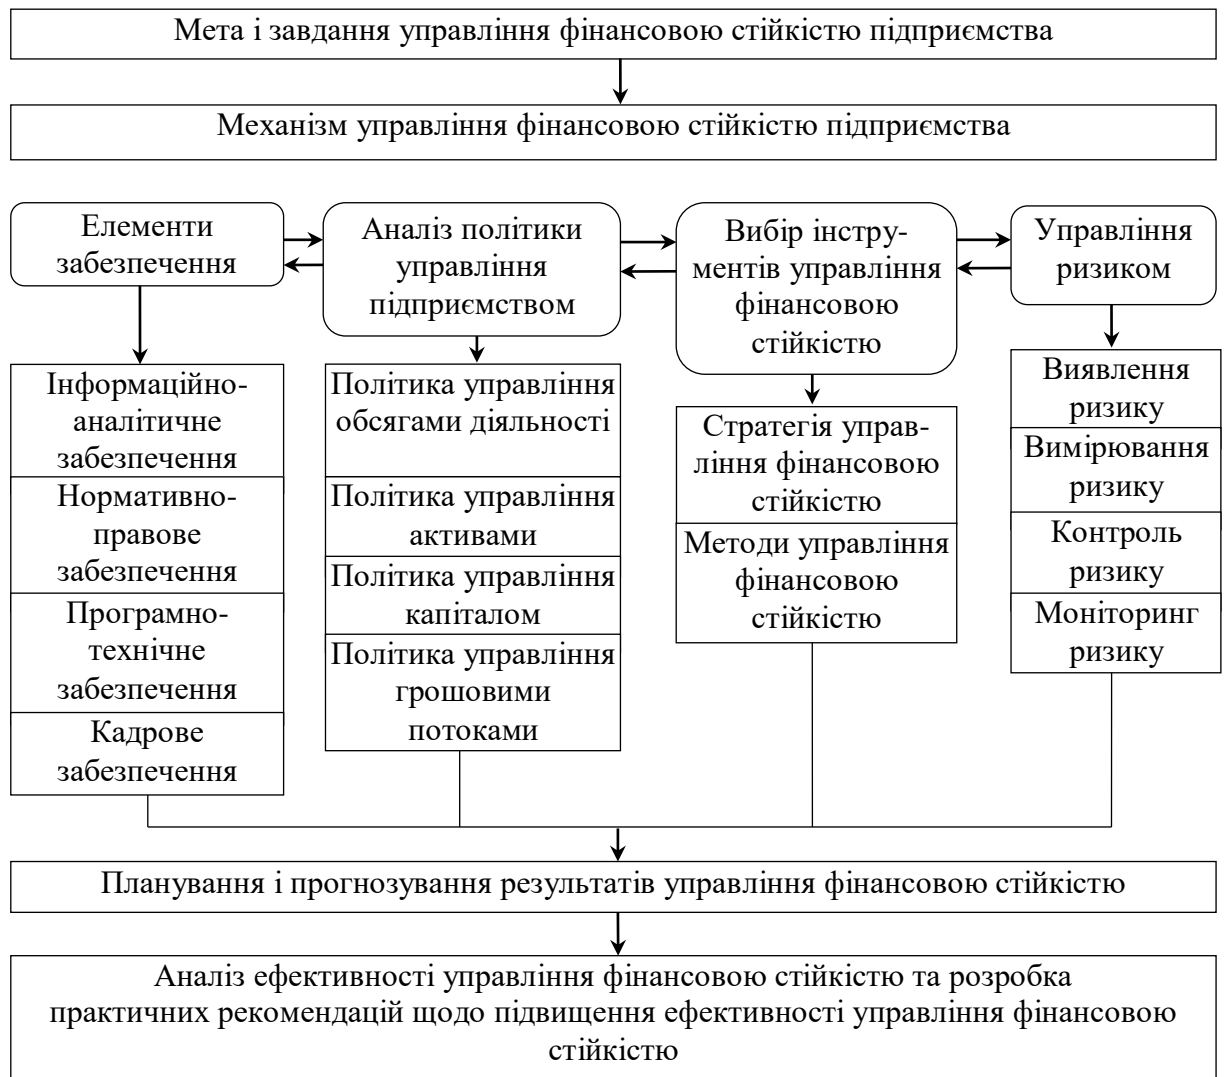 Мета і завдання управління фінансовою стійкістю підприємства
Механізм управління фінансовою стійкістю підприємства
Елементи
забезпечення
Аналіз політики
управління
підприємством
Вибір інстру-
ментів управління
фінансовою
стійкістю
Управління
ризиком
Інформаційно-
аналітичне
забезпечення
Нормативно-
правове
забезпечення
Програмно-
технічне
забезпечення
Кадрове
забезпечення
Політика управління
обсягами діяльності
Політика управління
активами
Політика управління
капіталом
Політика управління
грошовими
потоками
Стратегія управ-
ління фінансовою
стійкістю
Методи управління
фінансовою
стійкістю
Виявлення
ризику
Вимірювання
ризику
Контроль
ризику
Моніторинг
ризику
Планування і прогнозування результатів управління фінансовою стійкістю
Аналіз ефективності управління фінансовою стійкістю та розробка
практичних рекомендацій щодо підвищення ефективності управління фінансовою
стійкістю